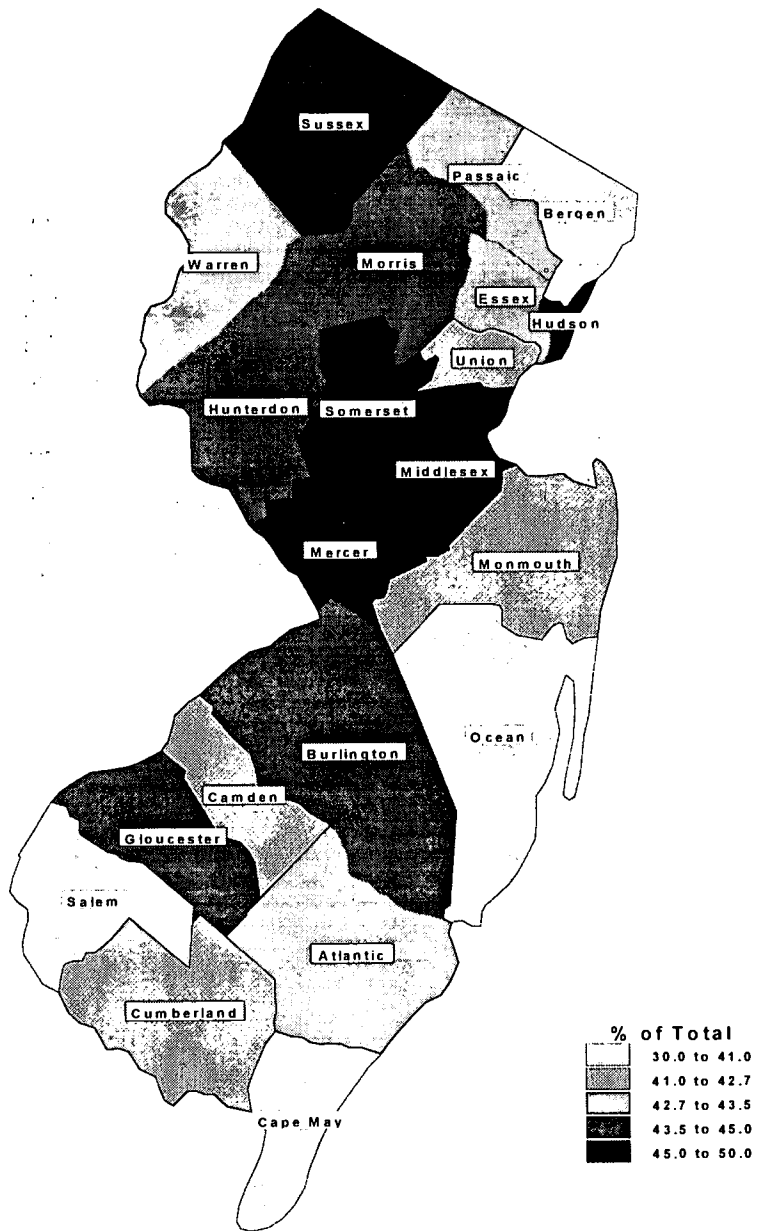 Sussex
Passaic
Bergen
Warren
Morris
Essex
Hudson
Union
Hunterdon
Somerset
Middlesex
Mercer
Monmouth
Ocean
Burlington
Camden
Gloucester
Salem
Atlantic
Cumberland
Cape May
% of Total
30.0 to 41.0
41.0 to 42.7
42.7 to 43.5
43.5 to 45.0
45.0 to 50.0